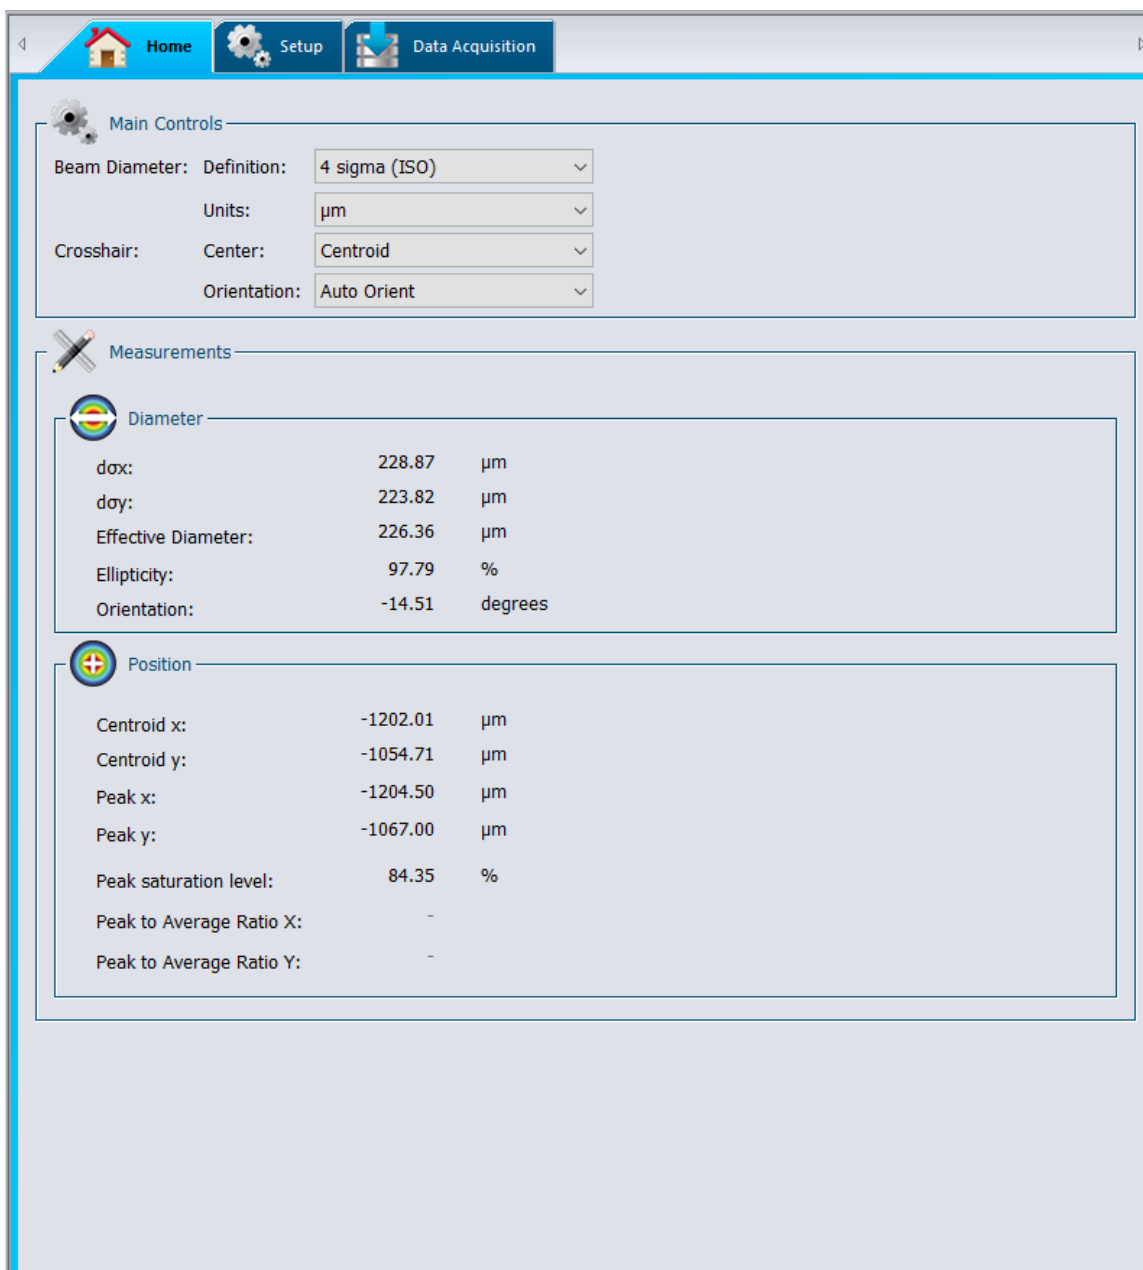 Home Setup Data Acquisition
Main Controls
Beam Diameter: Definition: 4 sigma (ISO)
Units: µm
Crosshair: Center: Centroid
Orientation: Auto Orient
Measurements
Diameter
dσx: 228.87 µm
dσy: 223.82 µm
Effective Diameter: 226.36 µm
Ellipticity: 97.79 %
Orientation: -14.51 degrees
Position
Centroid x: -1202.01 µm
Centroid y: -1054.71 µm
Peak x: -1204.50 µm
Peak y: -1067.00 µm
Peak saturation level: 84.35 %
Peak to Average Ratio X: -
Peak to Average Ratio Y: -